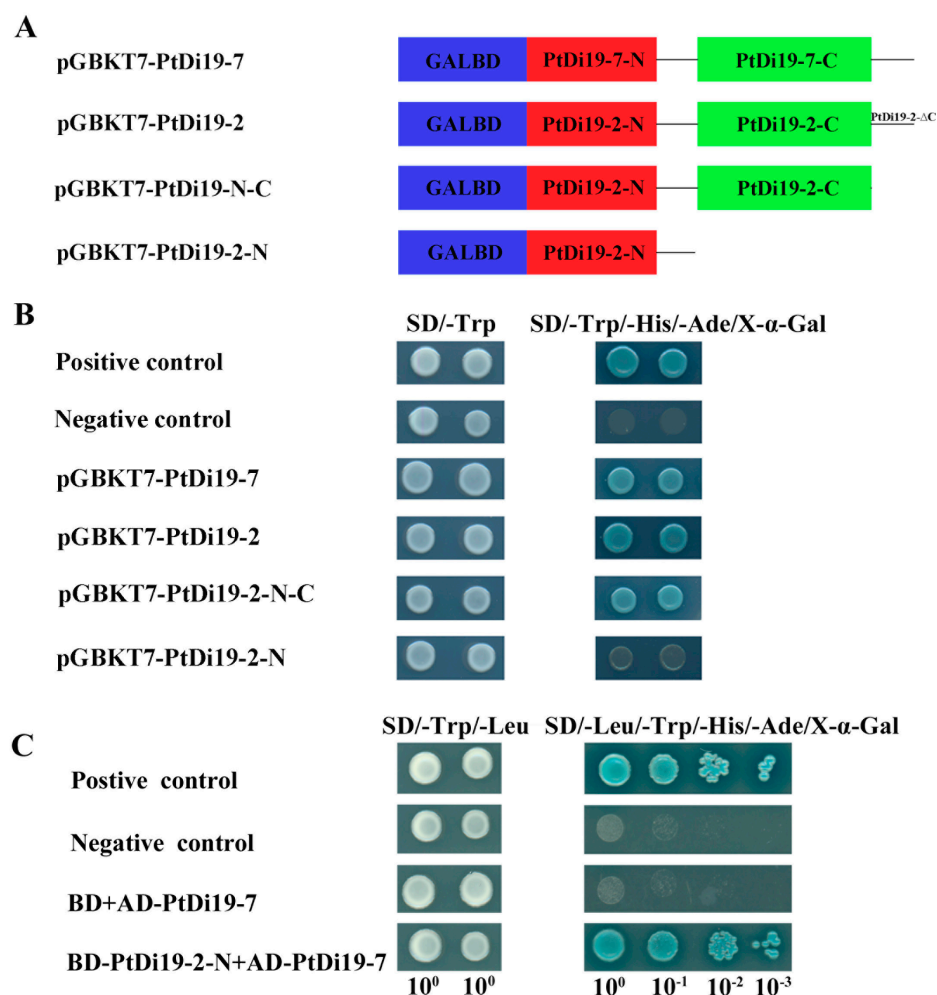 A
pGBKT7-PtDi19-7 GALBD PtDi19-7-N PtDi19-7-C
pGBKT7-PtDi19-2 GALBD PtDi19-2-N PtDi19-2-C PtDi19-2-ΔC
pGBKT7-PtDi19-N-C GALBD PtDi19-2-N PtDi19-2-C
pGBKT7-PtDi19-2-N GALBD PtDi19-2-N
B
SD/-Trp SD/-Trp/-His/-Ade/X-α-Gal
Positive control
Negative control
pGBKT7-PtDi19-7
pGBKT7-PtDi19-2
pGBKT7-PtDi19-2-N-C
pGBKT7-PtDi19-2-N
C
SD/-Trp/-Leu SD/-Leu/-Trp/-His/-Ade/X-α-Gal
Postive control
Negative control
BD+AD-PtDi19-7
BD-PtDi19-2-N+AD-PtDi19-7
10⁰ 10⁰ 10⁰ 10⁻¹ 10⁻² 10⁻³